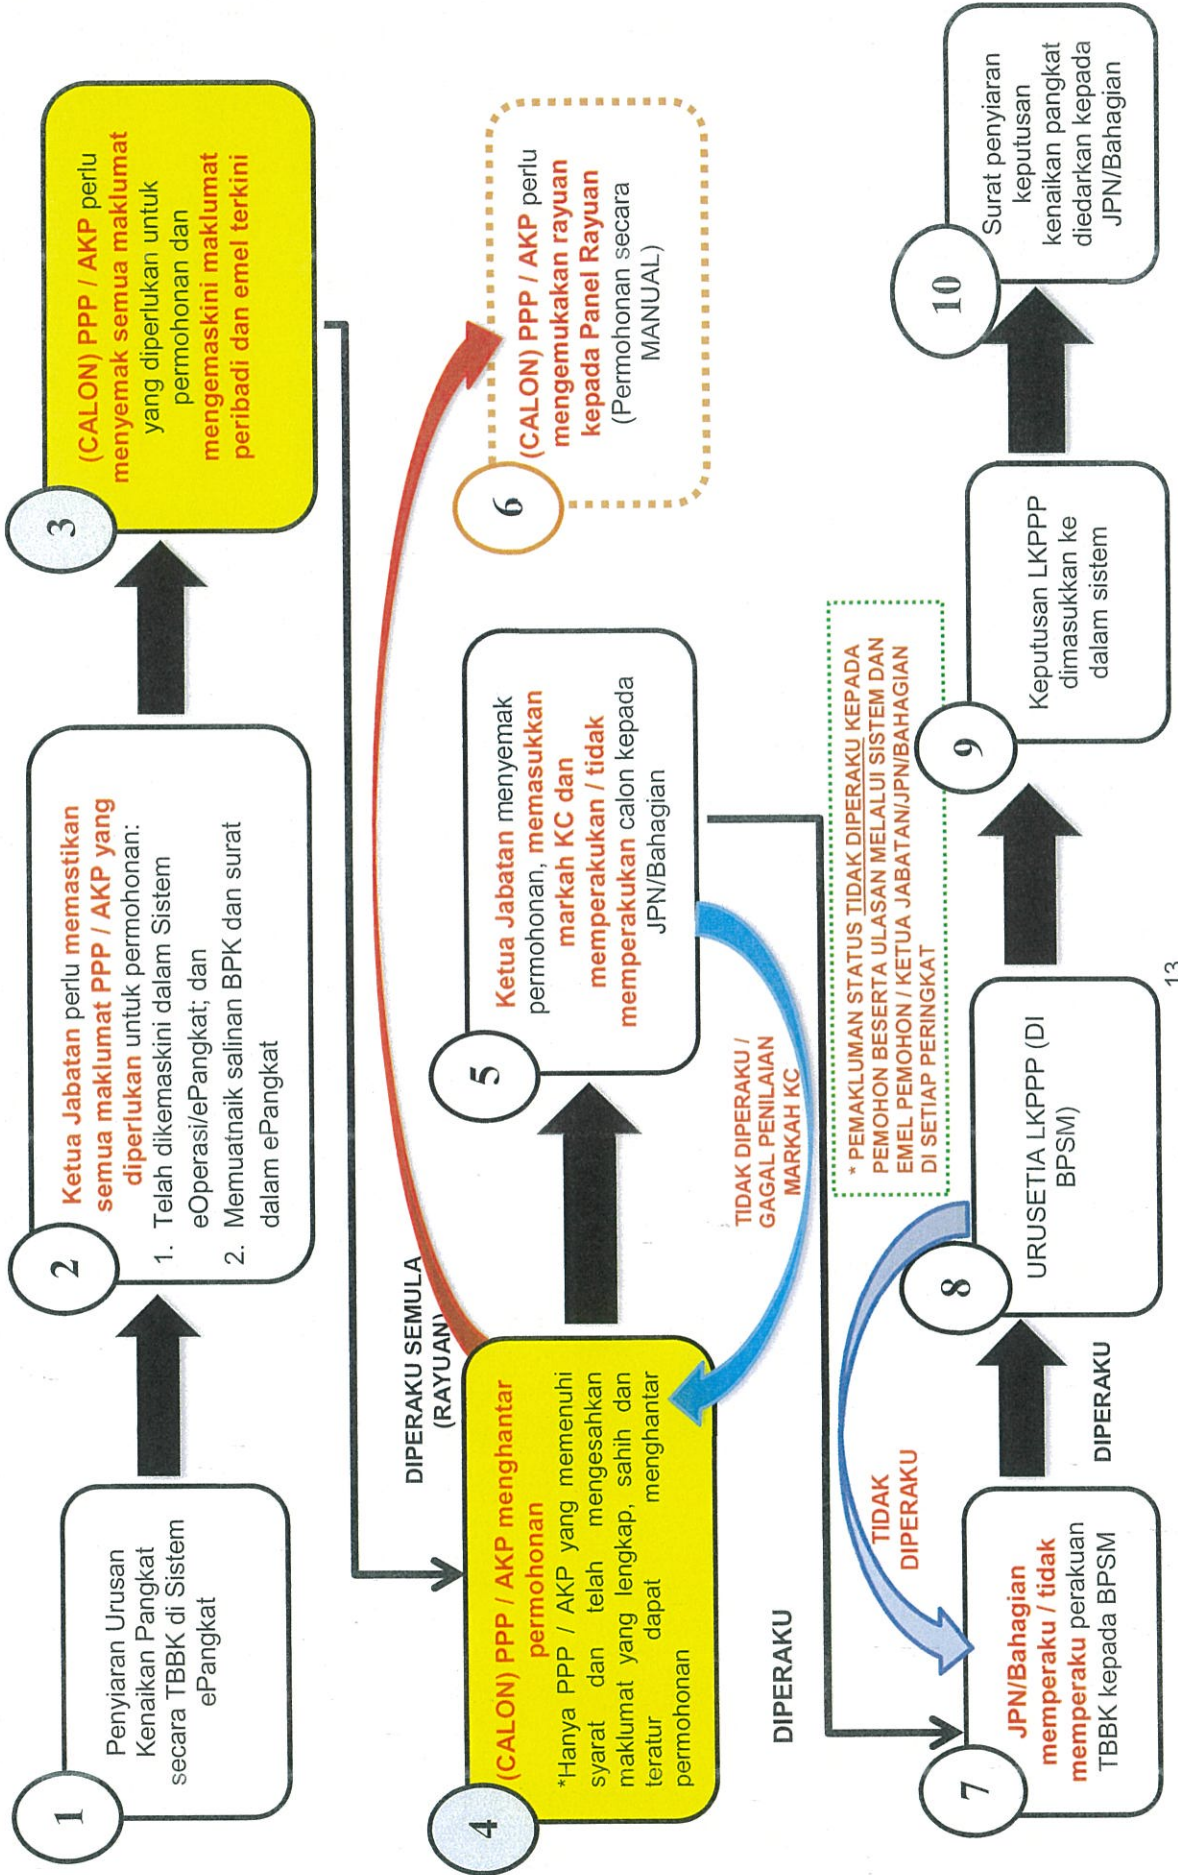 1
Penyiaran Urusan
Kenaikan Pangkat
secara TBBK di Sistem
ePangkat
2
Ketua Jabatan perlu memastikan
semua maklumat PPP / AKP yang
diperlukan untuk permohonan:
1. Telah dikemaskini dalam Sistem
eOperasi/ePangkat; dan
2. Memuatnaik salinan BPK dan surat
dalam ePangkat
3
(CALON) PPP / AKP perlu
menyemak semua maklumat
yang diperlukan untuk
permohonan dan
mengemaskini maklumat
peribadi dan emel terkini
4
(CALON) PPP / AKP menghantar
permohonan
*Hanya PPP / AKP yang memenuhi
syarat dan telah mengesahkan
maklumat yang lengkap, sahih dan
teratur dapat menghantar
permohonan
DIPERAKU SEMULA
(RAYUAN)
5
Ketua Jabatan menyemak
permohonan, memasukkan
markah KC dan
memperakukan / tidak
memperakukan calon kepada
JPN/Bahagian
6
(CALON) PPP / AKP perlu
mengemukakan rayuan
kepada Panel Rayuan
(Permohonan secara
MANUAL)
TIDAK DIPERAKU /
GAGAL PENILAIAN
MARKAH KC
DIPERAKU
* PEMAKLUMAN STATUS TIDAK DIPERAKU KEPADA
PEMOHON BESERTA ULASAN MELALUI SISTEM DAN
EMEL PEMOHON / KETUA JABATAN/JPN/BAHAGIAN
DI SETIAP PERINGKAT
TIDAK
DIPERAKU
7
JPN/Bahagian
memperaku / tidak
memperaku perakuan
TBBK kepada BPSM
DIPERAKU
8
URUSETIA LKPPP (DI
BPSM)
9
Keputusan LKPPP
dimasukkan ke
dalam sistem
10
Surat penyiaran
keputusan
kenaikan pangkat
diedarkan kepada
JPN/Bahagian
13